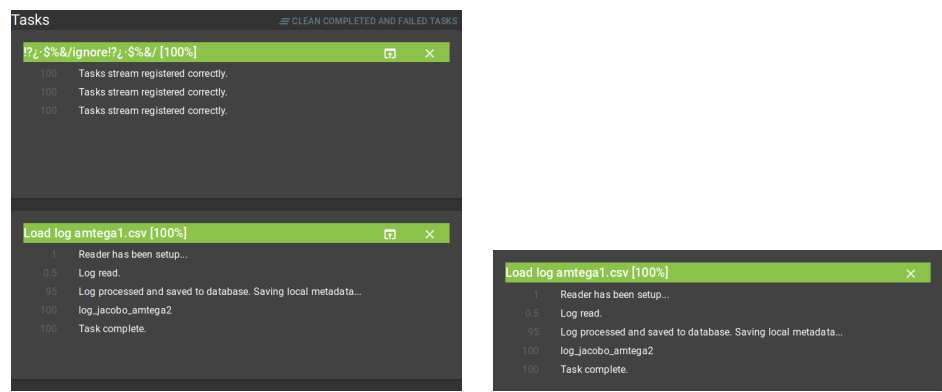 Tasks
CLEAN COMPLETED AND FAILED TASKS
!?¿·$%&/ignore!?¿·$%&/ [100%]
100 Tasks stream registered correctly.
100 Tasks stream registered correctly.
100 Tasks stream registered correctly.
Load log amtega1.csv [100%]
1 Reader has been setup...
0.5 Log read.
95 Log processed and saved to database. Saving local metadata...
100 log_jacobo_amtega2
100 Task complete.
Load log amtega1.csv [100%]
1 Reader has been setup...
0.5 Log read.
95 Log processed and saved to database. Saving local metadata...
100 log_jacobo_amtega2
100 Task complete.